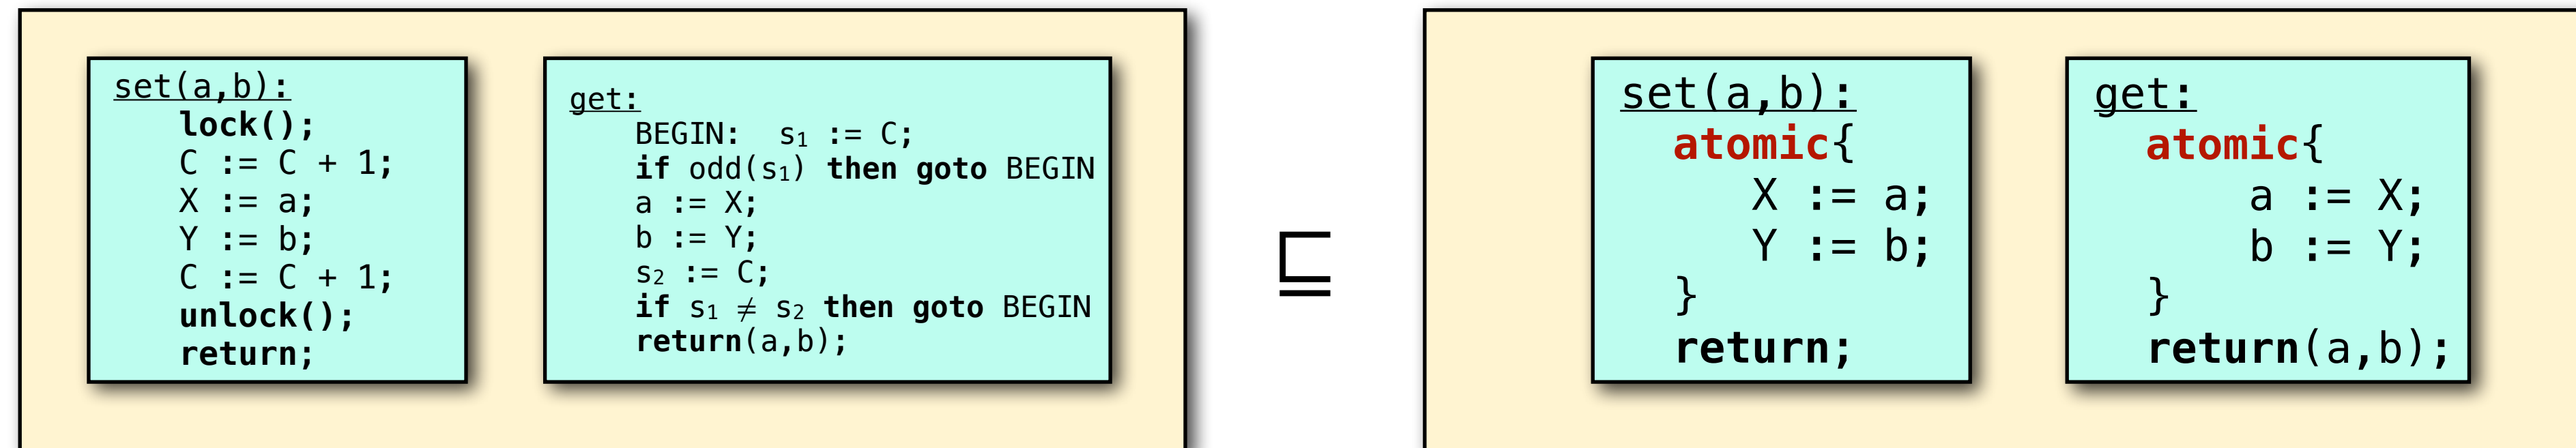 set(a,b):
lock();
C := C + 1;
X := a;
Y := b;
C := C + 1;
unlock();
return;
get:
BEGIN: s₁ := C;
if odd(s₁) then goto BEGIN
a := X;
b := Y;
s₂ := C;
if s₁ ≠ s₂ then goto BEGIN
return(a,b);
⊑
set(a,b):
atomic{
X := a;
Y := b;
}
return;
get:
atomic{
a := X;
b := Y;
}
return(a,b);